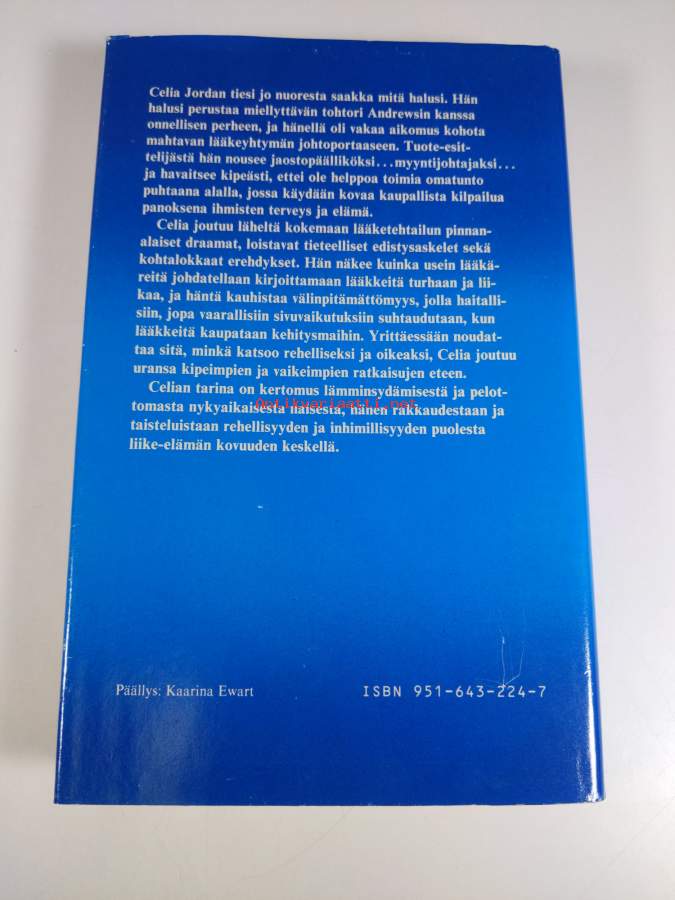 Celia Jordan tiesi jo nuoresta saakka mitä halusi. Hän
halusi perustaa miellyttävän tohtori Andrewsin kanssa
onnellisen perheen, ja hänellä oli vakaa aikomus kohota
mahtavan lääkeyhtymän johtoportaaseen. Tuote-esit-
telijästä hän nousee jaostopäälliköksi...myyntijohtajaksi...
ja havaitsee kipeästi, ettei ole helppoa toimia omatunto
puhtaana alalla, jossa käydään kovaa kaupallista kilpailua
panoksena ihmisten terveys ja elämä.
Celia joutuu läheltä kokemaan lääketehtailun pinnan-
alaiset draamat, loistavat tieteelliset edistysaskelet sekä
kohtalokkaat erehdykset. Hän näkee kuinka usein lääkä-
reitä johdatellaan kirjoittamaan lääkkeitä turhaan ja lii-
kaa, ja häntä kauhistaa välinpitämättömyys, jolla haitalli-
siin, jopa vaarallisiin sivuvaikutuksiin suhtaudutaan, kun
lääkkeitä kaupataan kehitysmaihin. Yrittäessään noudat-
taa sitä, minkä katsoo rehelliseksi ja oikeaksi, Celia joutuu
uransa kipeimpien ja vaikeimpien ratkaisujen eteen.
Celian tarina on kertomus lämminsydämisestä ja pelot-
tomasta nykyaikaisesta naisesta, hänen rakkaudestaan ja
Antikvariaatti.net
taisteluistaan rehellisyyden ja inhimillisyyden puolesta
liike-elämän kovuuden keskellä.
Päällys: Kaarina Ewart
ISBN 951-643-224-7